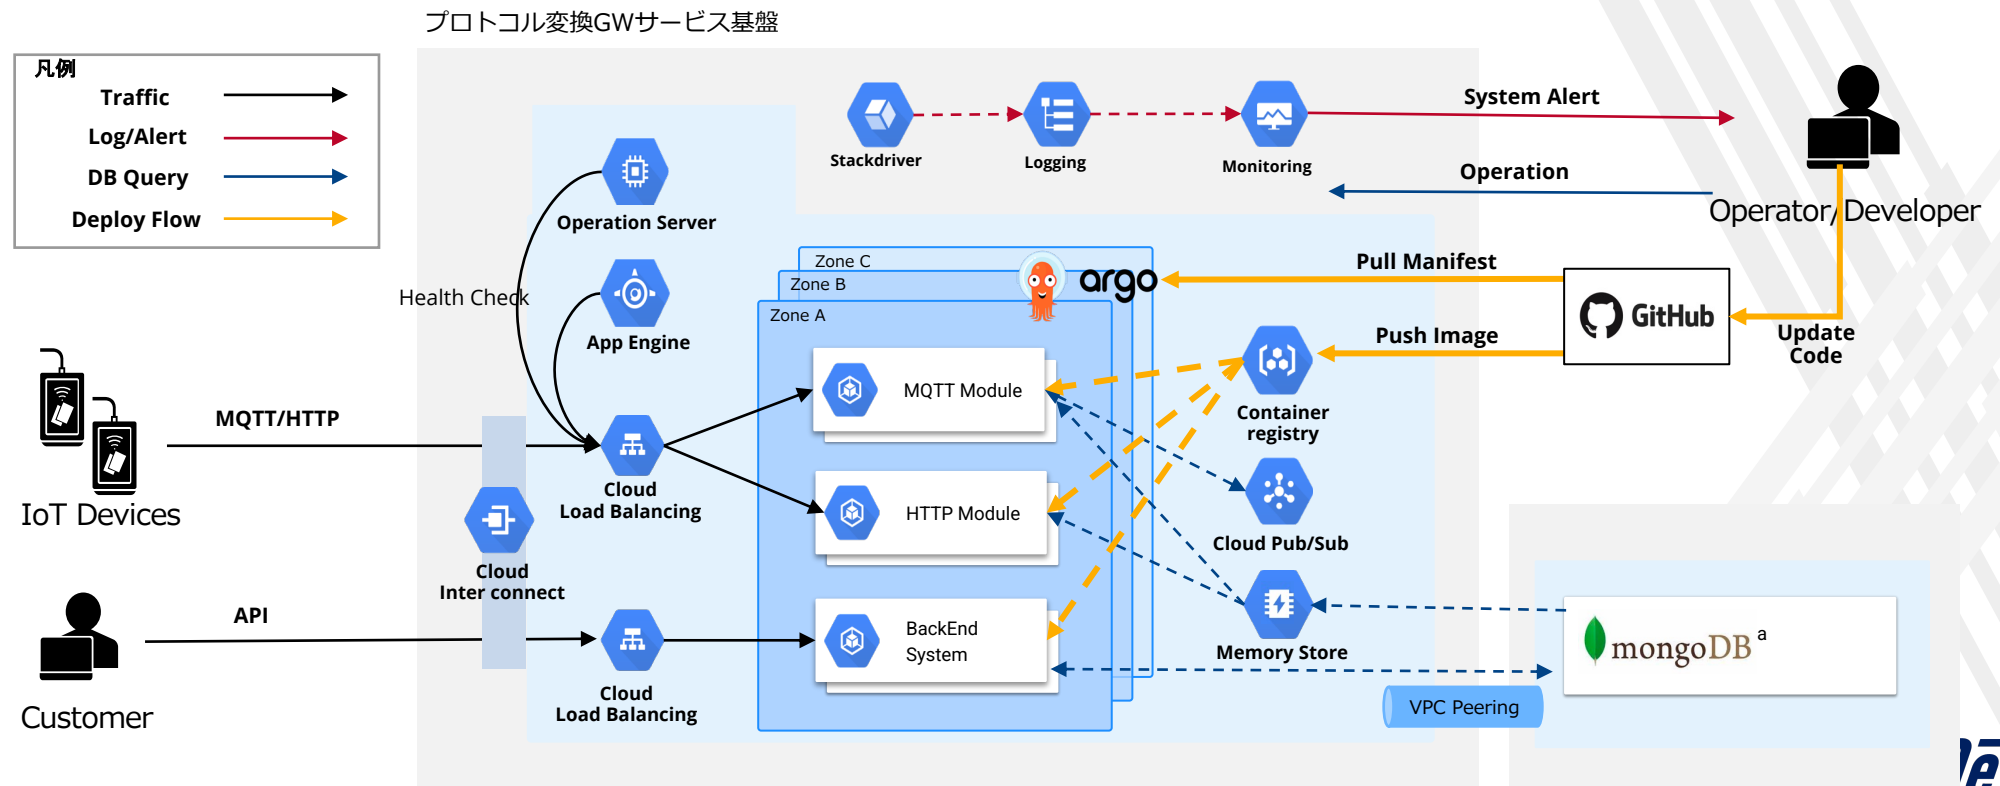 プロトコル変換GWサービス基盤
凡例
Traffic
Log/Alert
DB Query
Deploy Flow
Stackdriver
Logging
Monitoring
System Alert
Operation
Operator/Developer
Operation Server
Health Check
App Engine
Zone C
Zone B
Zone A
argo
Pull Manifest
Push Image
GitHub
Update
Code
MQTT/HTTP
IoT Devices
Cloud
Load Balancing
MQTT Module
HTTP Module
Container
registry
Cloud Pub/Sub
Cloud
Inter connect
API
Customer
Cloud
Load Balancing
BackEnd
System
Memory Store
mongoDB a
VPC Peering